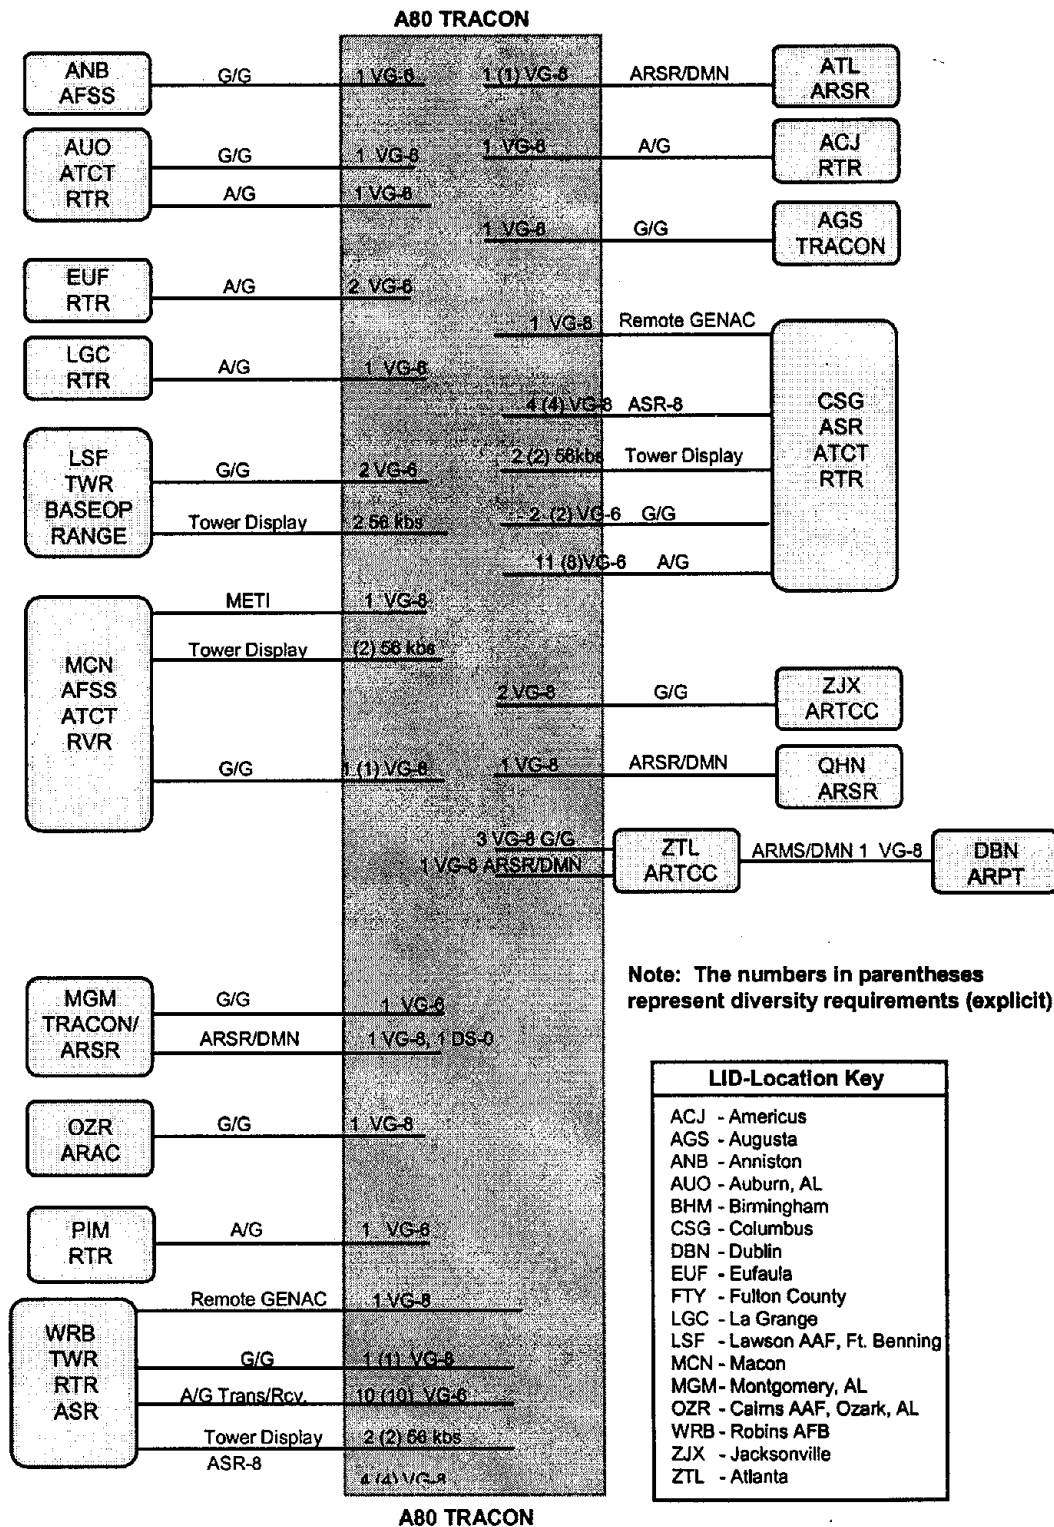 A80 TRACON
ANB
AFSS
G/G
1 VG-6
1 (1) VG-8
ARSR/DMN
ATL
ARSR
AUO
ATCT
RTR
G/G
1 VG-8
A/G
1 VG-8
1 VG-8
A/G
ACJ
RTR
1 VG-8
G/G
AGS
TRACON
EUF
RTR
A/G
2 VG-6
LGC
RTR
A/G
1 VG-6
1 VG-8
Remote GENAC
4 (4) VG-8
ASR-8
2 (2) 56kbs
Tower Display
2 (2) VG-6
G/G
11 (8)VG-6
A/G
CSG
ASR
ATCT
RTR
LSF
TWR
BASEOP
RANGE
G/G
2 VG-6
Tower Display
2 56 kbs
MCN
AFSS
ATCT
RVR
METI
1 VG-8
Tower Display
(2) 56 kbs
G/G
1 (1) VG-8
2 VG-8
G/G
ZJX
ARTCC
1 VG-8
ARSR/DMN
QHN
ARSR
3 VG-8 G/G
1 VG-8 ARSR/DMN
ZTL
ARTCC
ARMS/DMN 1 VG-8
DBN
ARPT
MGM
TRACON/
ARSR
G/G
1 VG-6
ARSR/DMN
1 VG-8, 1 DS-0
Note: The numbers in parentheses
represent diversity requirements (explicit)
OZR
ARAC
G/G
1 VG-8
PIM
RTR
A/G
1 VG-6
WRB
TWR
RTR
ASR
Remote GENAC
1 VG-8
G/G
1 (1) VG-8
A/G Trans/Rcv.
10 (10) VG-6
Tower Display
2 (2) 56 kbs
ASR-8
4 (4) VG-8
LID-Location Key
ACJ - Americus
AGS - Augusta
ANB - Anniston
AUO - Auburn, AL
BHM - Birmingham
CSG - Columbus
DBN - Dublin
EUF - Eufaula
FTY - Fulton County
LGC - La Grange
LSF - Lawson AAF, Ft. Benning
MCN - Macon
MGM - Montgomery, AL
OZR - Cairns AAF, Ozark, AL
WRB - Robins AFB
ZJX - Jacksonville
ZTL - Atlanta
A80 TRACON